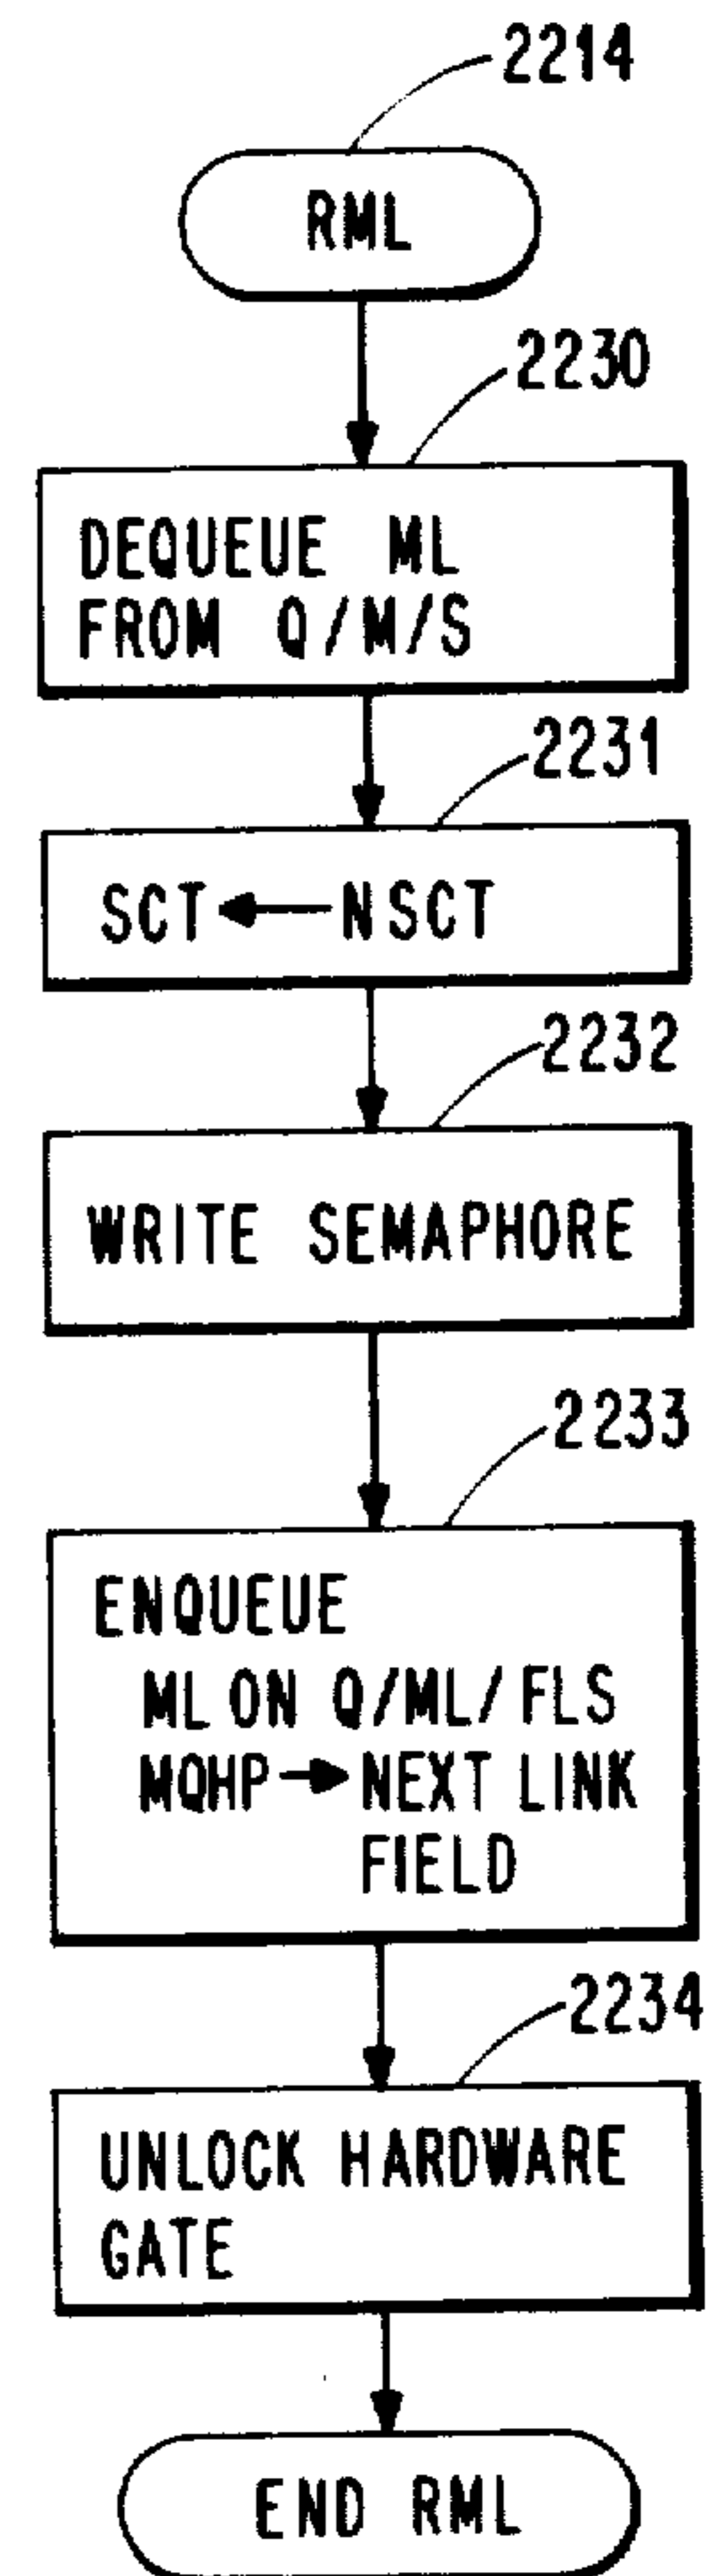 2214
RML
2230
DEQUEUE ML
FROM Q/M/S
2231
SCT ← NSCT
2232
WRITE SEMAPHORE
2233
ENQUEUE
ML ON Q/ML/FLS
MQHP → NEXT LINK
FIELD
2234
UNLOCK HARDWARE
GATE
END RML